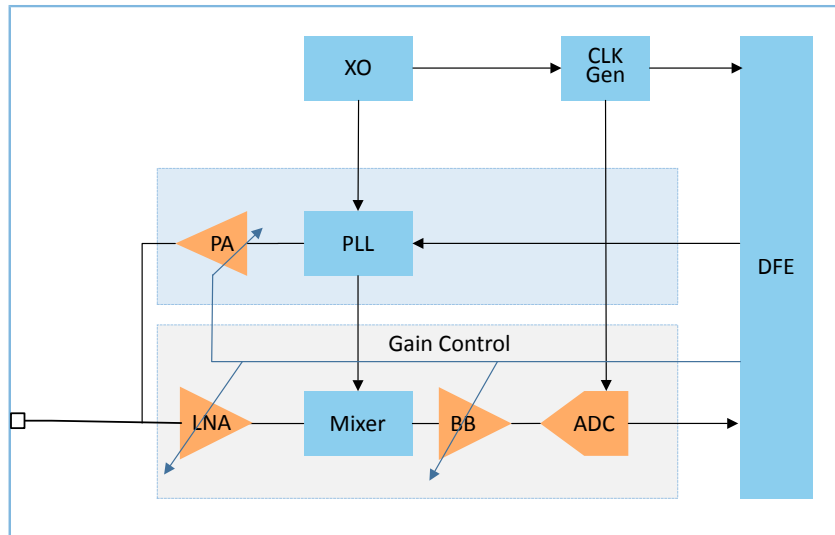 XO
CLK
Gen
PA
PLL
DFE
Gain Control
LNA
Mixer
BB
ADC